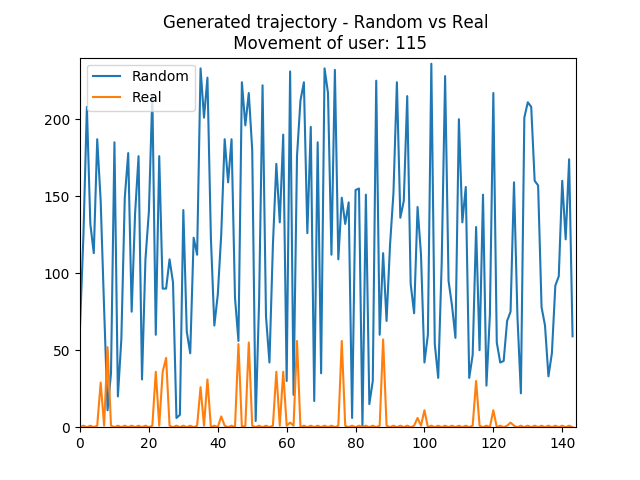 Generated trajectory - Random vs Real
Movement of user: 115
Random
Real
200
150
100
50
0
0 20 40 60 80 100 120 140